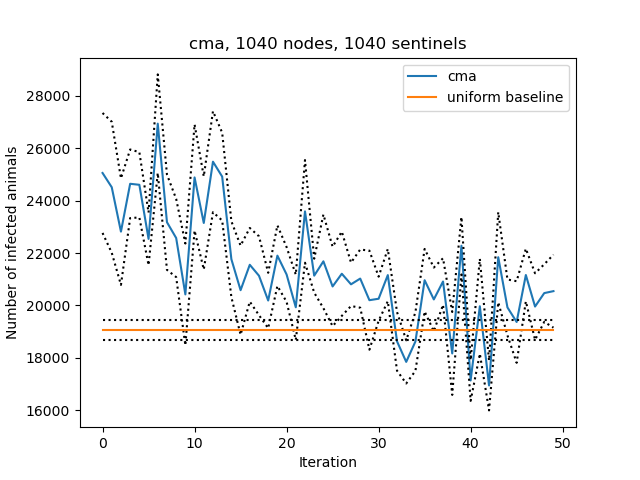 cma, 1040 nodes, 1040 sentinels
cma
uniform baseline
Number of infected animals
28000
26000
24000
22000
20000
18000
16000
0 10 20 30 40 50
Iteration